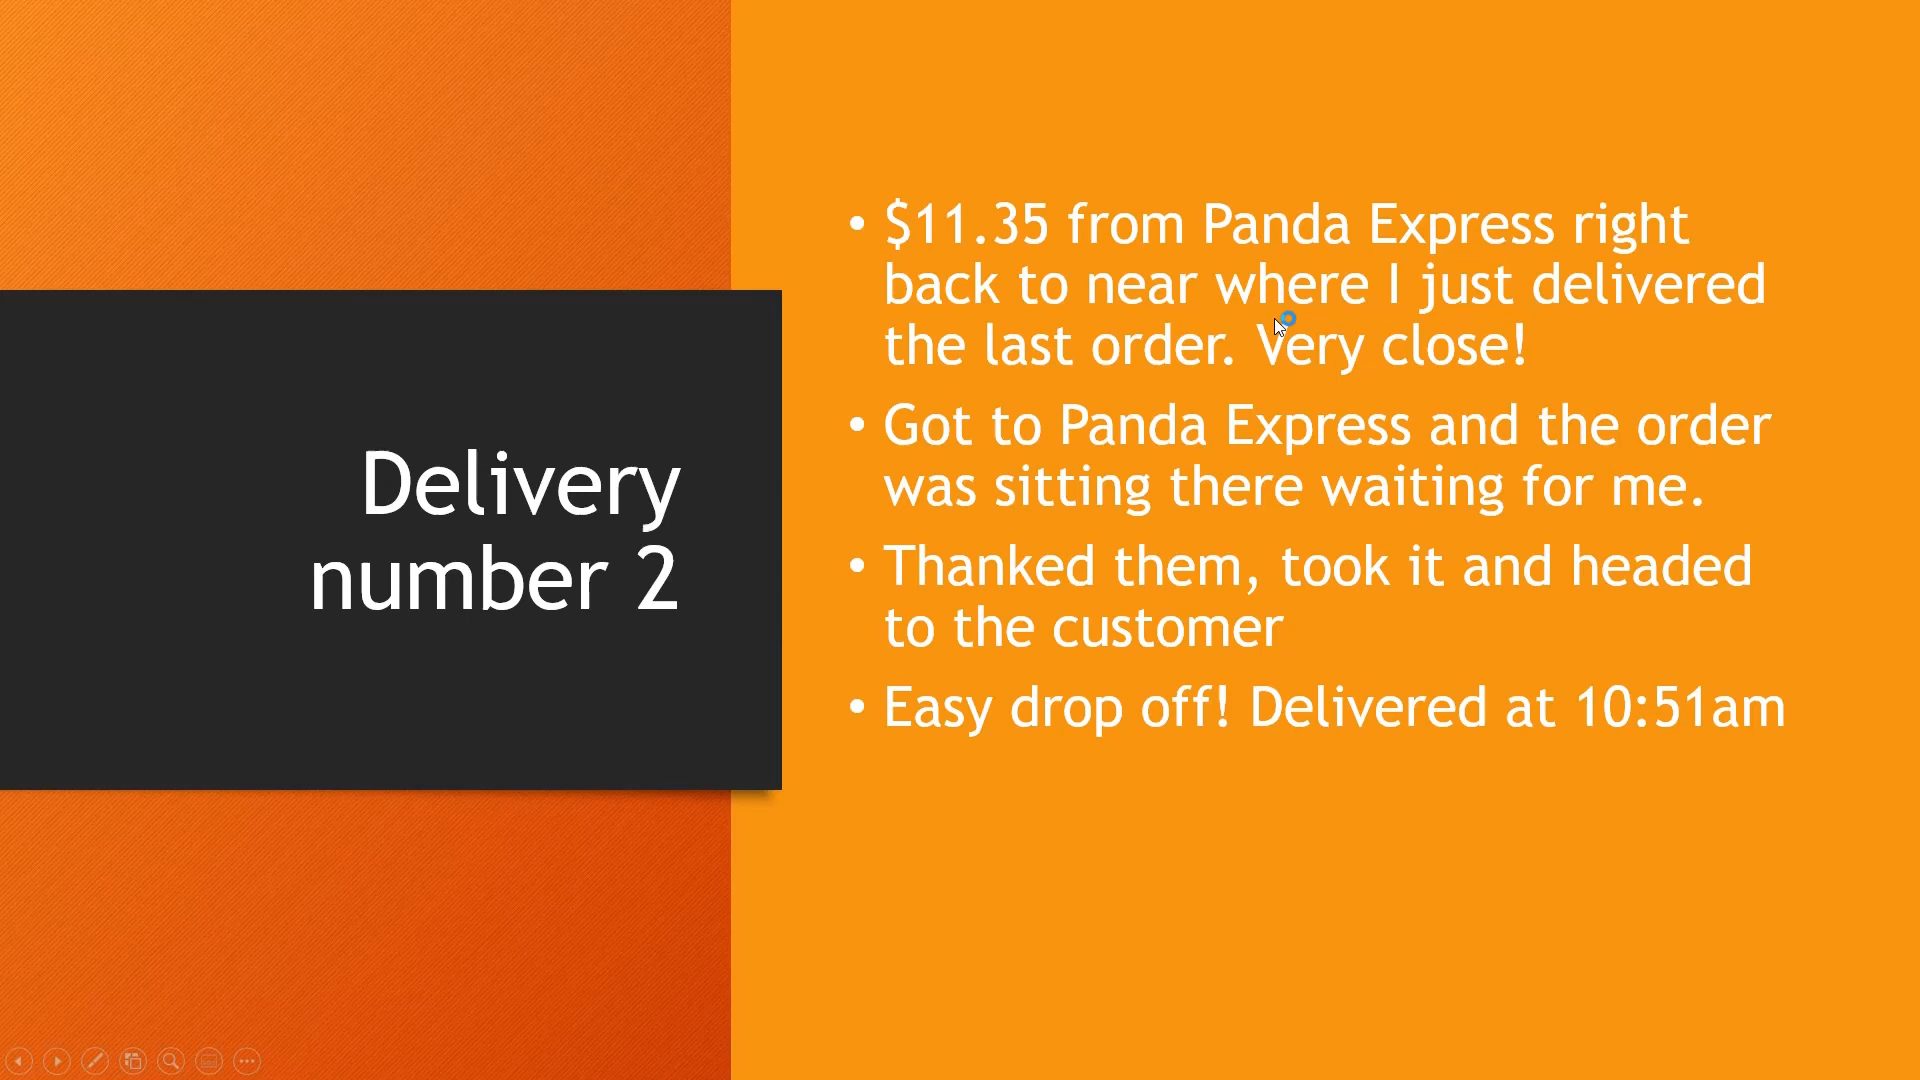 Delivery
number 2
• $11.35 from Panda Express right
back to near where I just delivered
the last order. Very close!
• Got to Panda Express and the order
was sitting there waiting for me.
• Thanked them, took it and headed
to the customer
• Easy drop off! Delivered at 10:51am